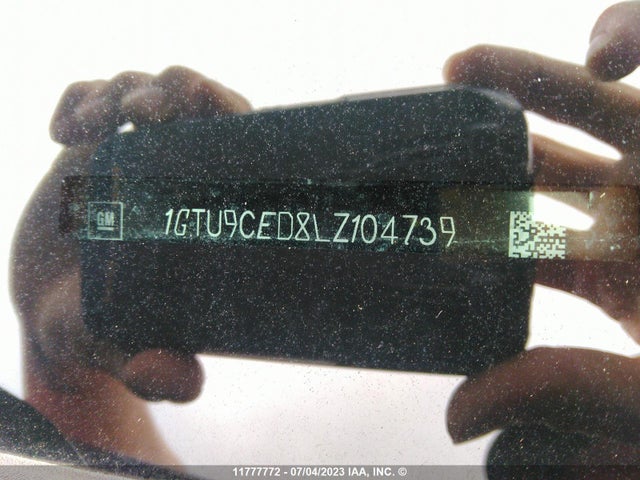 GM
1GTU9CED8LZ104739
11777772 - 07/04/2023 IAA, INC. ©